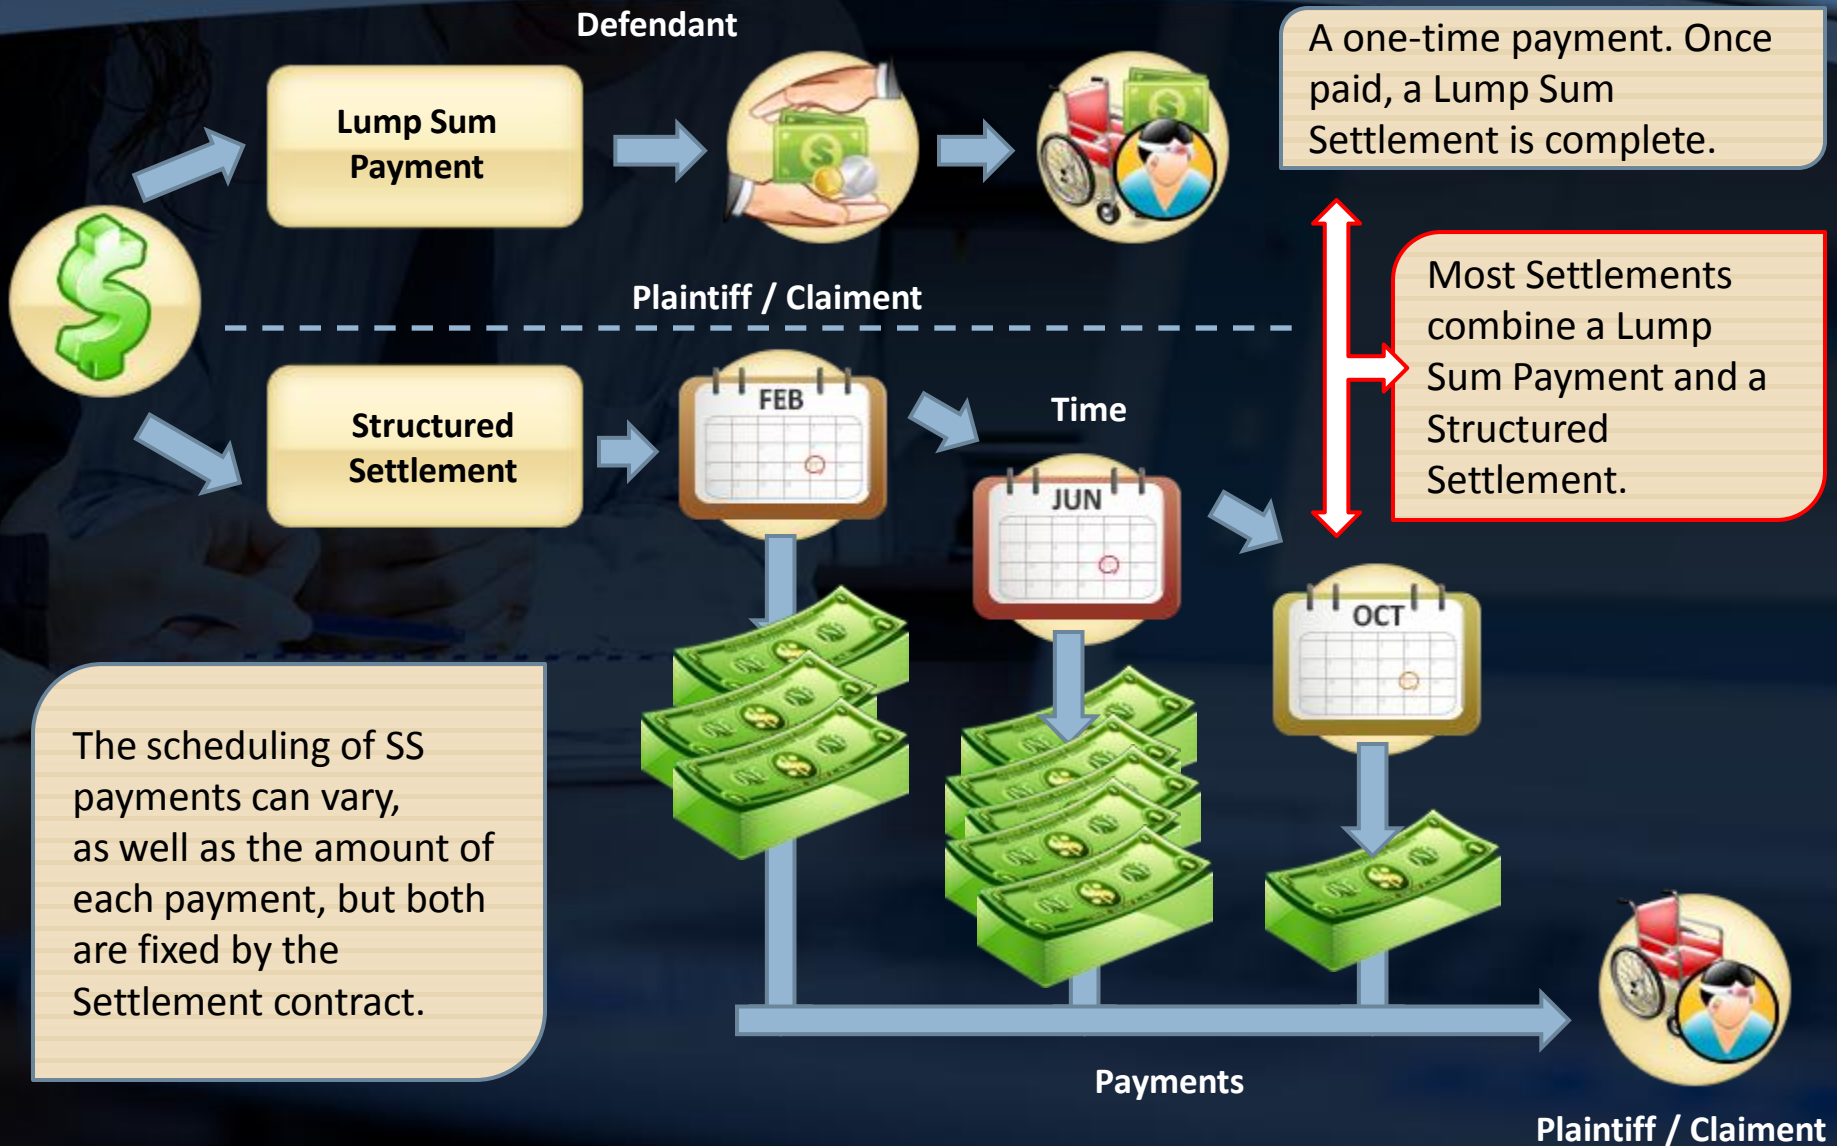 Defendant
A one-time payment. Once
paid, a Lump Sum
Settlement is complete.
Lump Sum
Payment
Plaintiff / Claiment
Most Settlements
combine a Lump
Sum Payment and a
Structured
Settlement.
Structured
Settlement
FEB
Time
JUN
OCT
The scheduling of SS
payments can vary,
as well as the amount of
each payment, but both
are fixed by the
Settlement contract.
Payments
Plaintiff / Claiment